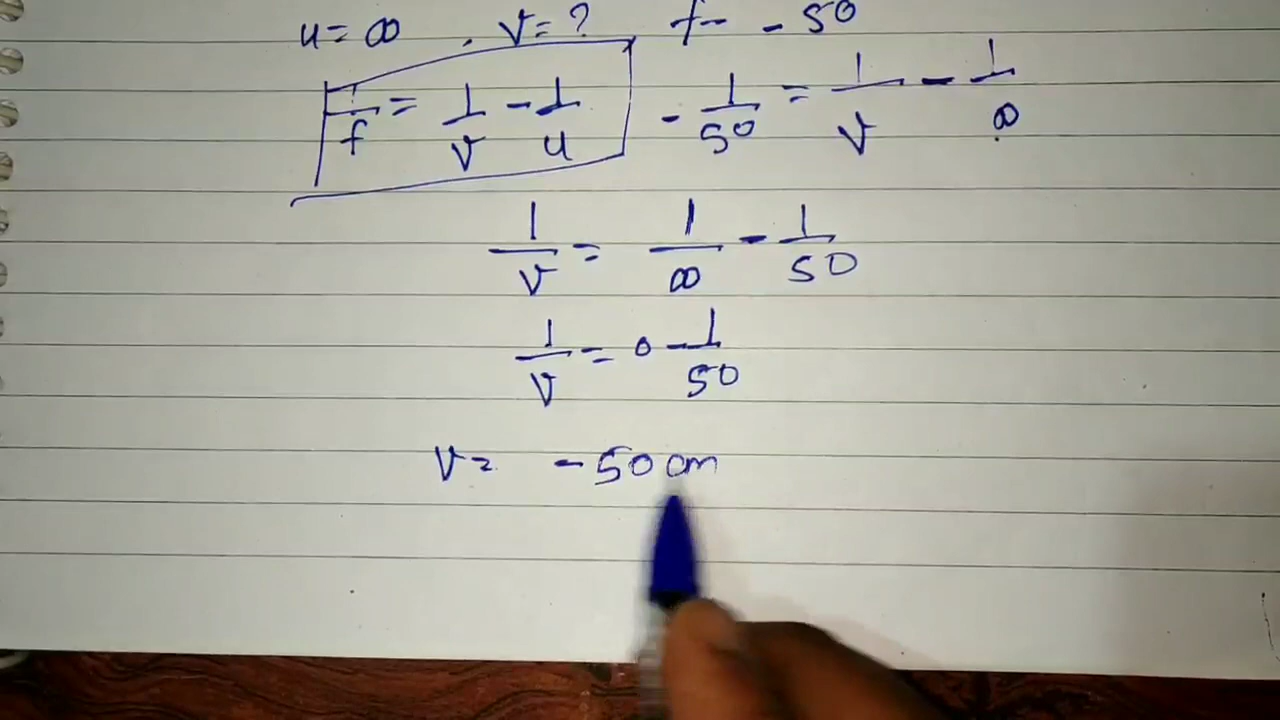 u = ∞ , v = ? f - - 50
1/f = 1/v - 1/u - 1/50 = 1/v - 1/∞
1/v = 1/∞ - 1/50
1/v = 0 - 1/50
v = - 50 cm